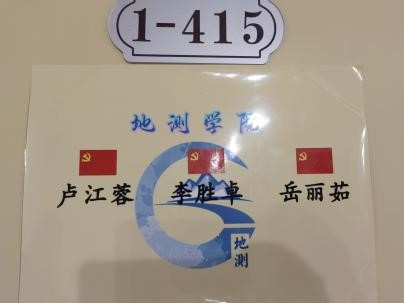 1-415
地测学院
卢江蓉 李胜卓 岳丽茹
地测